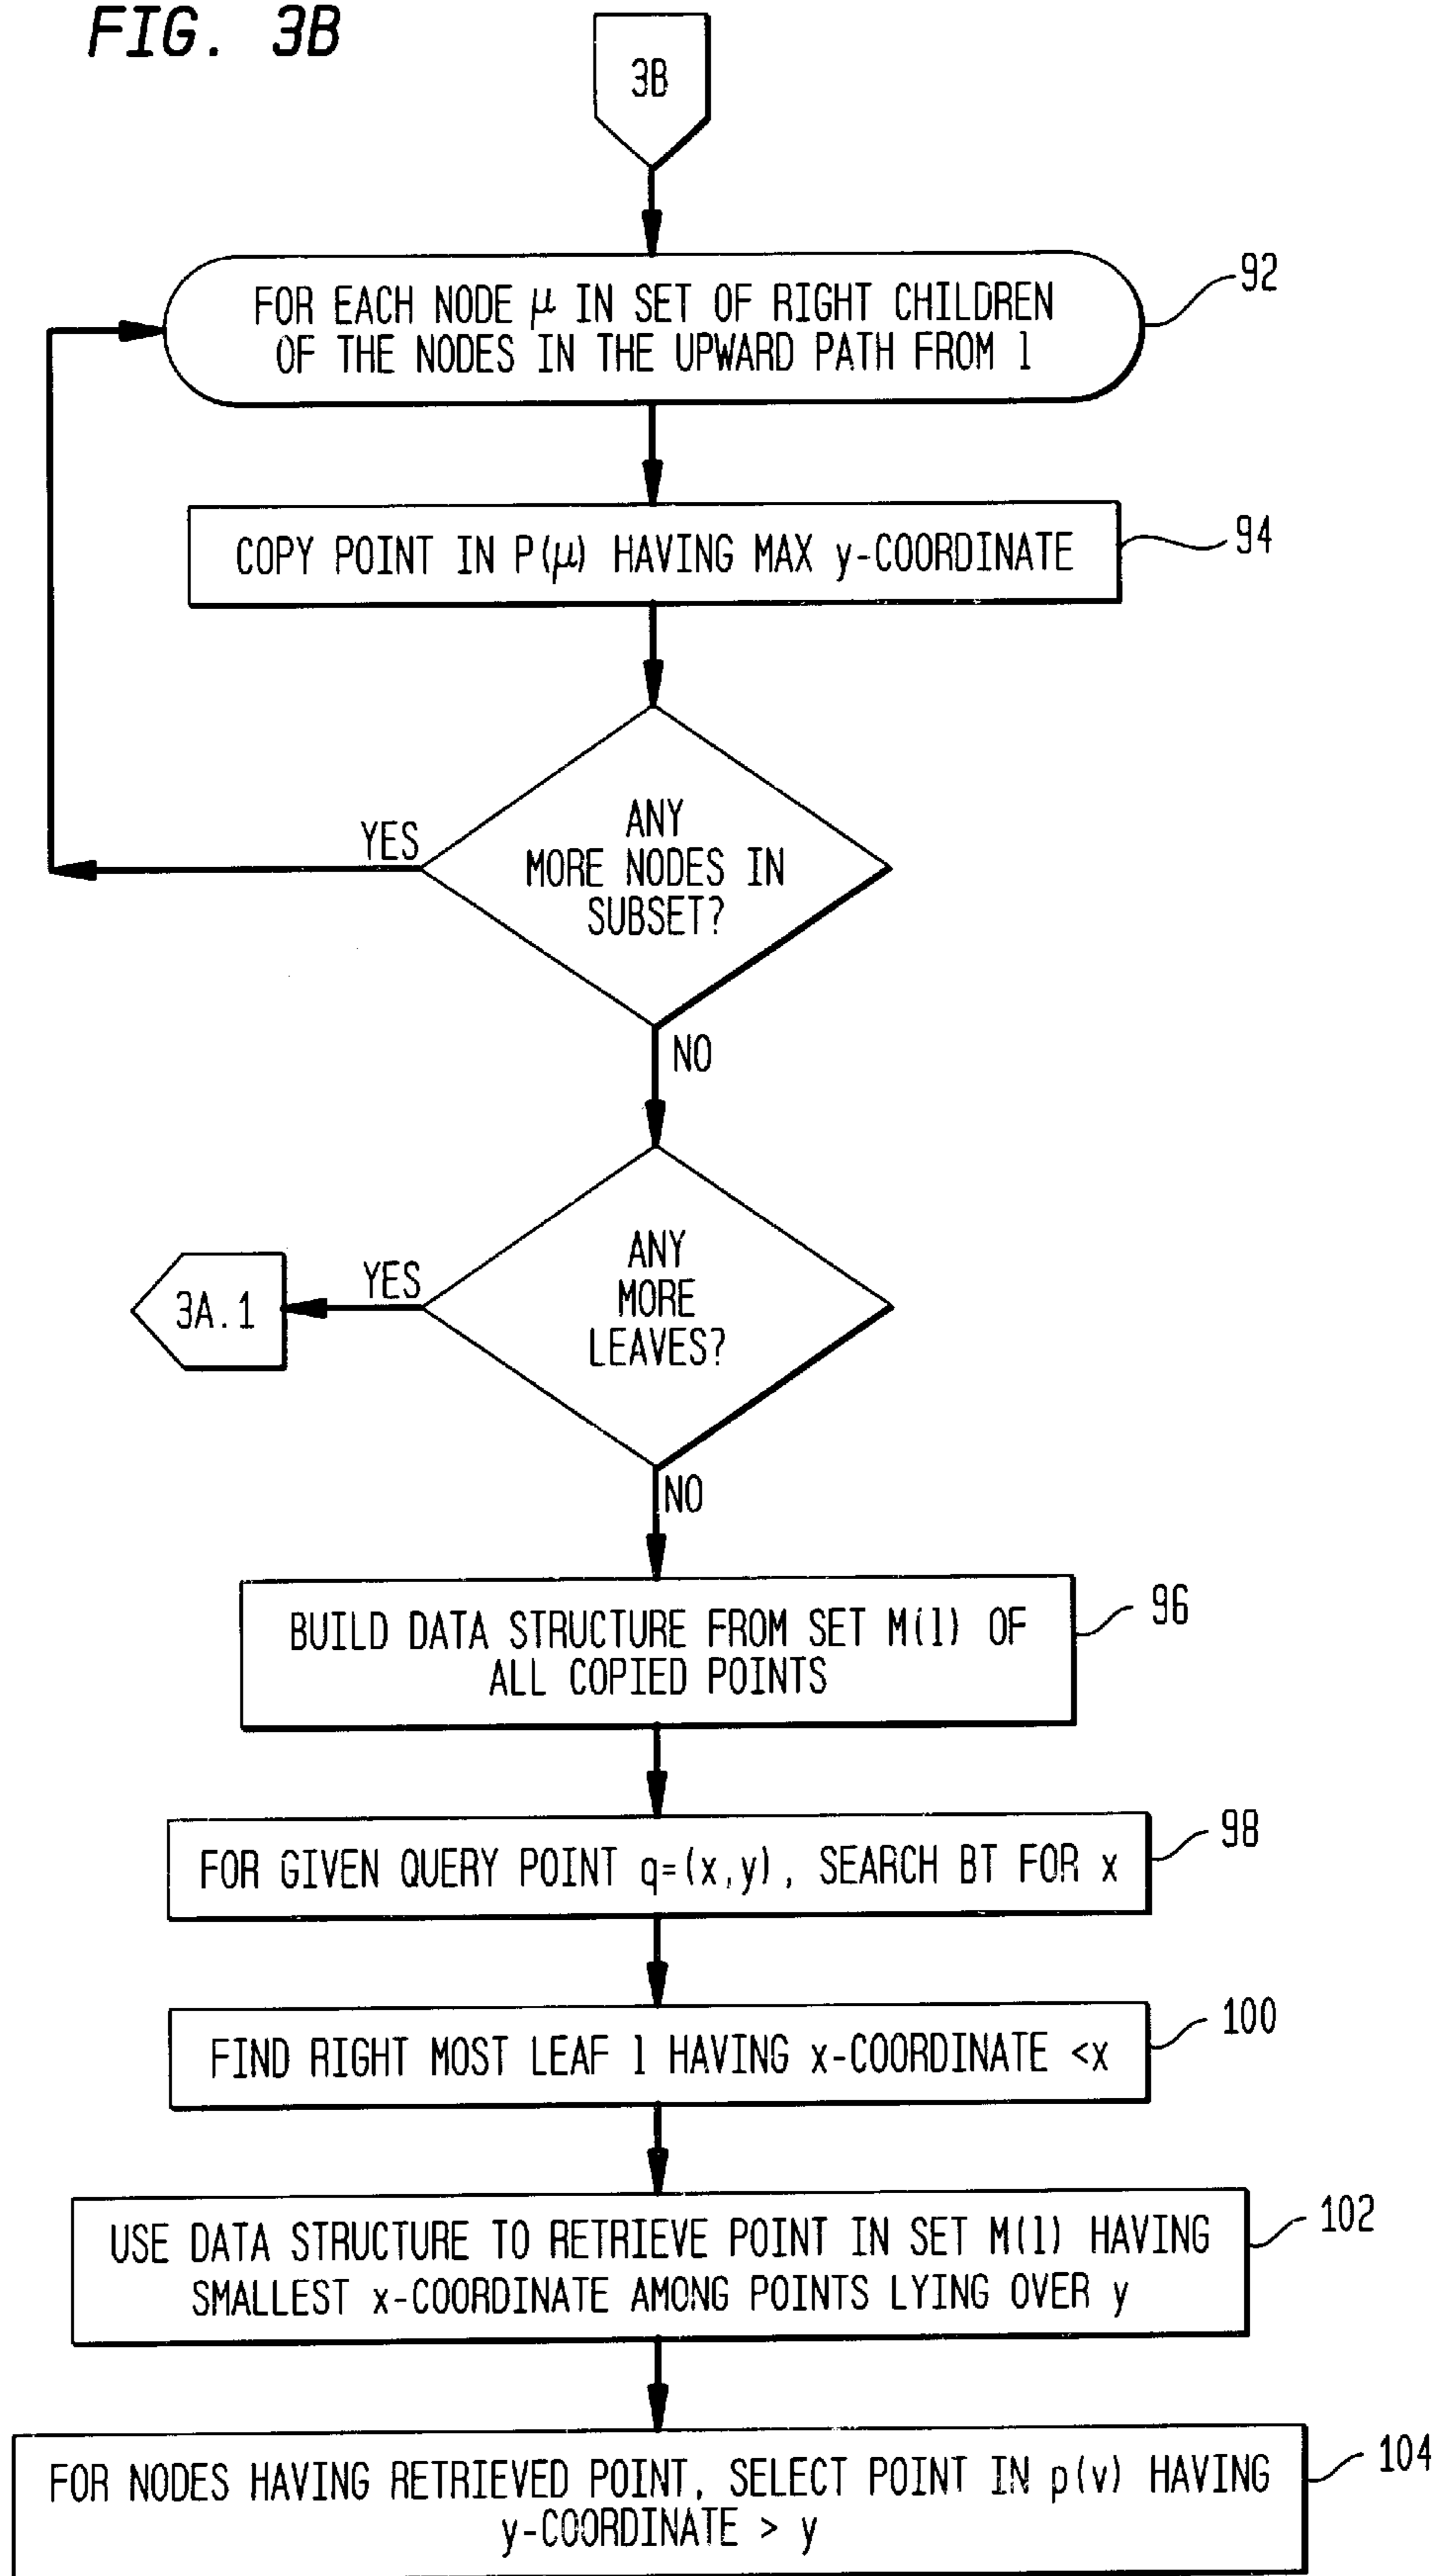 FIG. 3B
3B
FOR EACH NODE μ IN SET OF RIGHT CHILDREN
OF THE NODES IN THE UPWARD PATH FROM l
92
COPY POINT IN P(μ) HAVING MAX y-COORDINATE
94
ANY
MORE NODES IN
SUBSET?
YES
NO
ANY
MORE
LEAVES?
YES
3A.1
NO
BUILD DATA STRUCTURE FROM SET M(l) OF
ALL COPIED POINTS
96
FOR GIVEN QUERY POINT q=(x,y), SEARCH BT FOR x
98
FIND RIGHT MOST LEAF l HAVING x-COORDINATE <x
100
USE DATA STRUCTURE TO RETRIEVE POINT IN SET M(l) HAVING
SMALLEST x-COORDINATE AMONG POINTS LYING OVER y
102
FOR NODES HAVING RETRIEVED POINT, SELECT POINT IN p(v) HAVING
y-COORDINATE > y
104